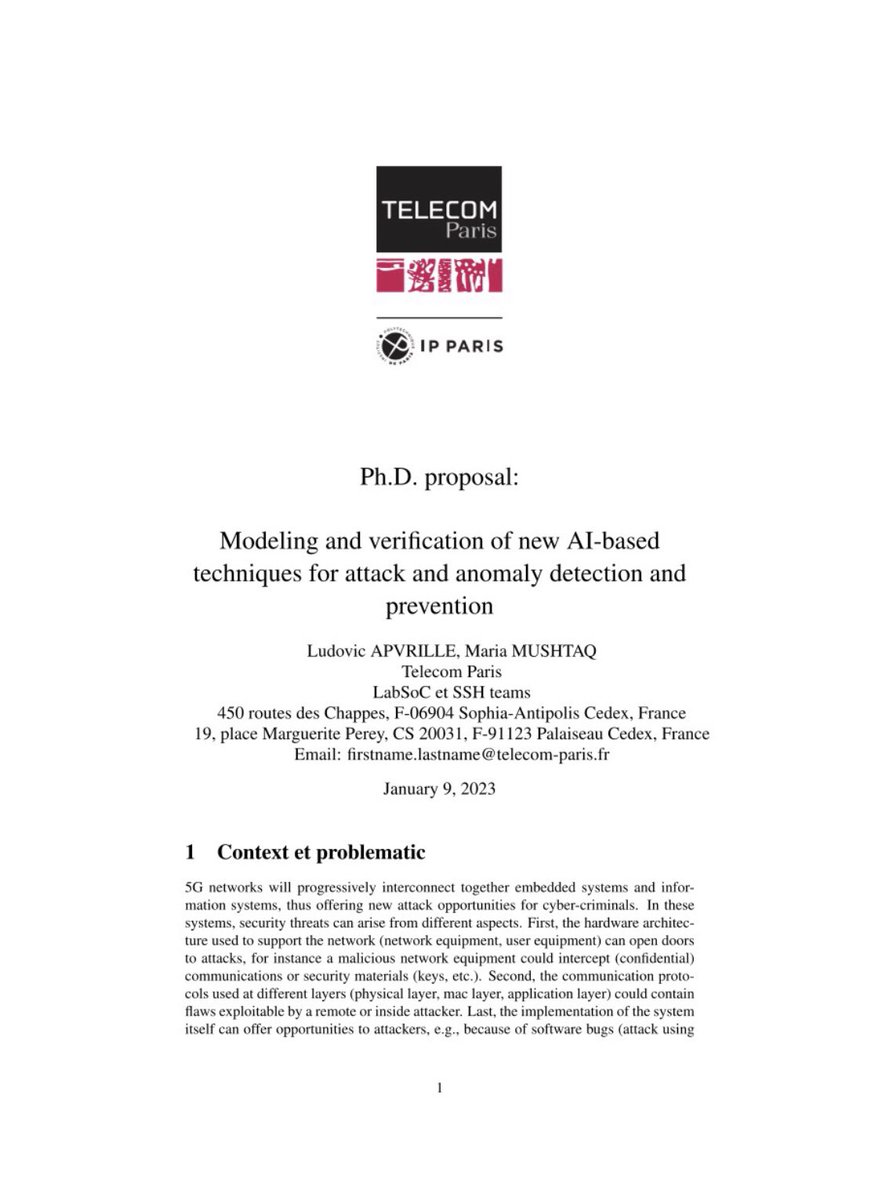 TELECOM
Paris
IP PARIS
Ph.D. proposal:
Modeling and verification of new AI-based
techniques for attack and anomaly detection and
prevention
Ludovic APVRILLE, Maria MUSHTAQ
Telecom Paris
LabSoC et SSH teams
450 routes des Chappes, F-06904 Sophia-Antipolis Cedex, France
19, place Marguerite Perey, CS 20031, F-91123 Palaiseau Cedex, France
Email: firstname.lastname@telecom-paris.fr
January 9, 2023
1 Context et problematic
5G networks will progressively interconnect together embedded systems and infor-
mation systems, thus offering new attack opportunities for cyber-criminals. In these
systems, security threats can arise from different aspects. First, the hardware architec-
ture used to support the network (network equipment, user equipment) can open doors
to attacks, for instance a malicious network equipment could intercept (confidential)
communications or security materials (keys, etc.). Second, the communication proto-
cols used at different layers (physical layer, mac layer, application layer) could contain
flaws exploitable by a remote or inside attacker. Last, the implementation of the system
itself can offer opportunities to attackers, e.g., because of software bugs (attack using
1